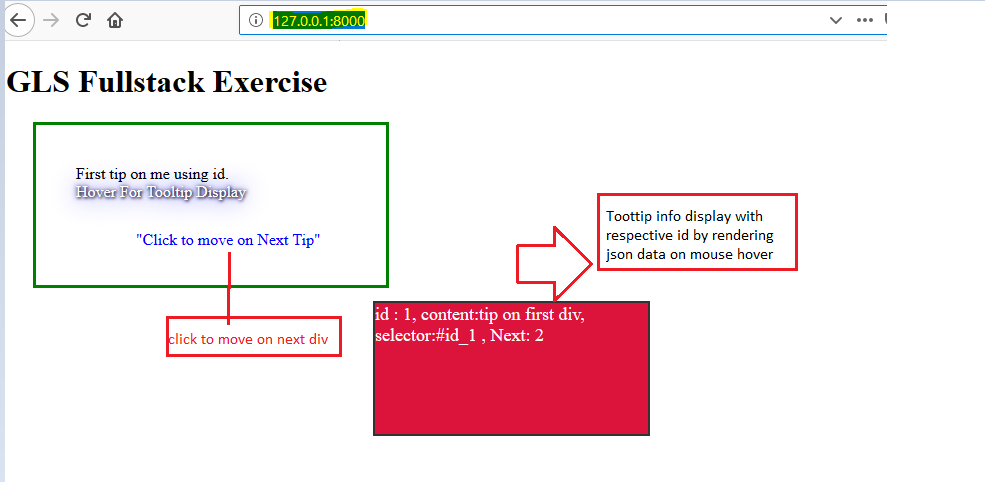 127.0.0.1:8000
GLS Fullstack Exercise
First tip on me using id.
Hover For Tooltip Display
"Click to move on Next Tip"
click to move on next div
Toottip info display with
respective id by rendering
json data on mouse hover
id : 1, content:tip on first div,
selector:#id_1 , Next: 2